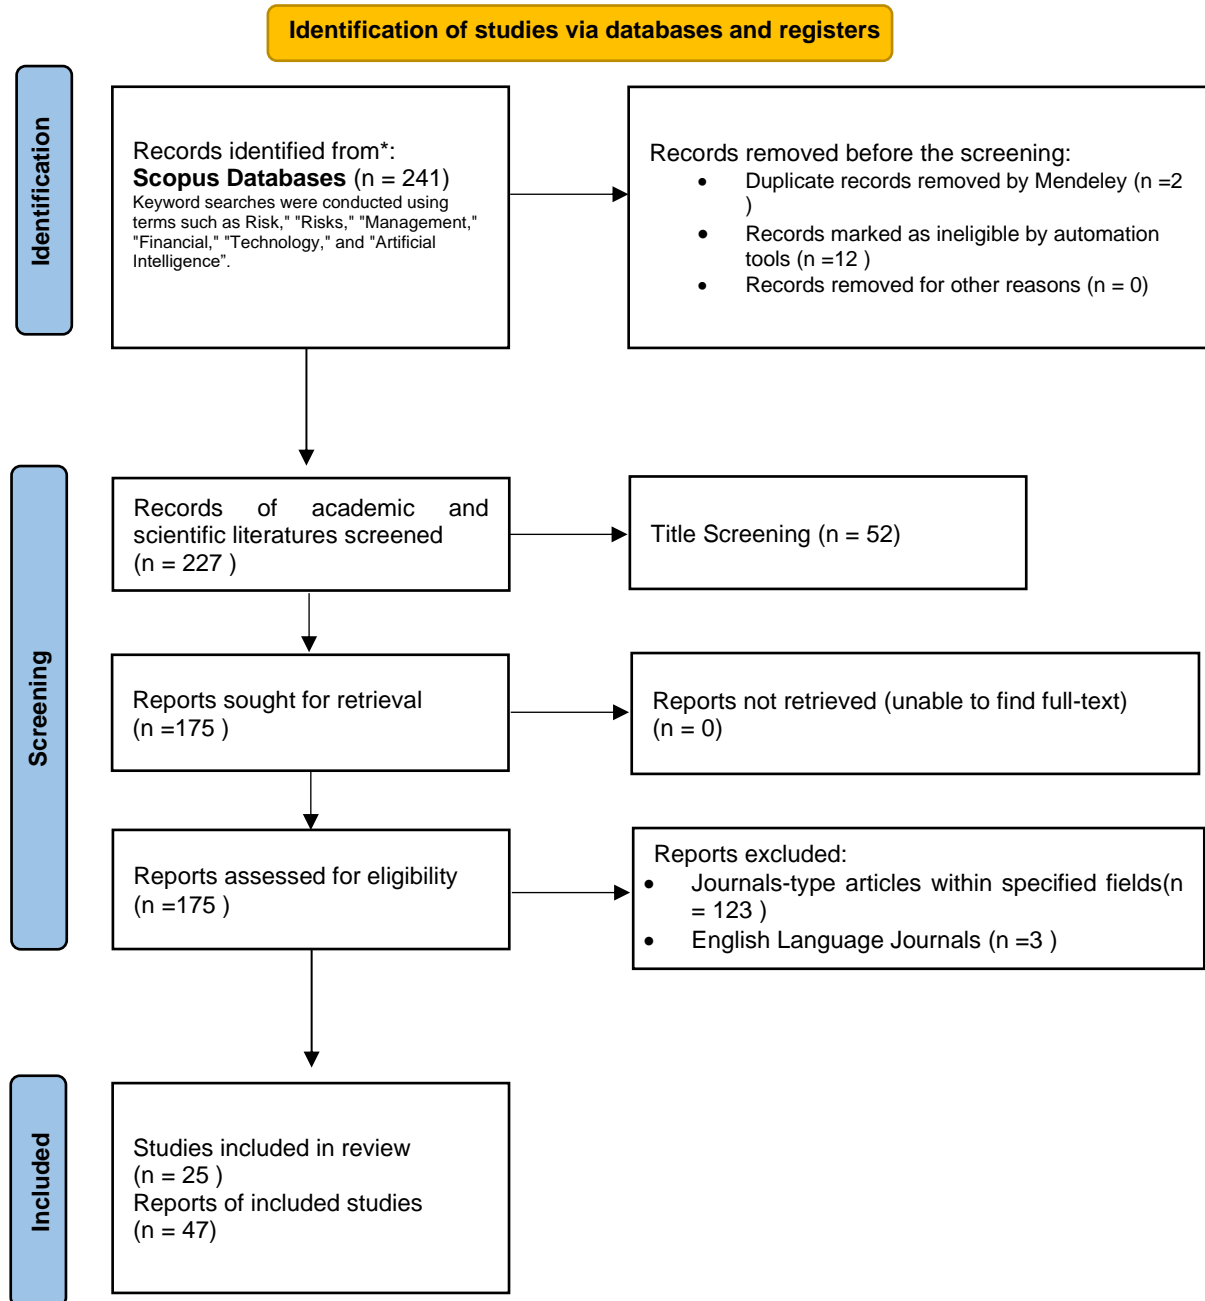 Identification of studies via databases and registers
Identification
Records identified from*:
Scopus Databases (n = 241)
Keyword searches were conducted using
terms such as Risk," "Risks," "Management,"
"Financial," "Technology," and "Artificial
Intelligence”.
Records removed before the screening:
• Duplicate records removed by Mendeley (n =2
)
• Records marked as ineligible by automation
tools (n =12 )
• Records removed for other reasons (n = 0)
Screening
Records of academic and
scientific literatures screened
(n = 227 )
Title Screening (n = 52)
Reports sought for retrieval
(n =175 )
Reports not retrieved (unable to find full-text)
(n = 0)
Reports assessed for eligibility
(n =175 )
Reports excluded:
• Journals-type articles within specified fields(n
= 123 )
• English Language Journals (n =3 )
Included
Studies included in review
(n = 25 )
Reports of included studies
(n = 47)